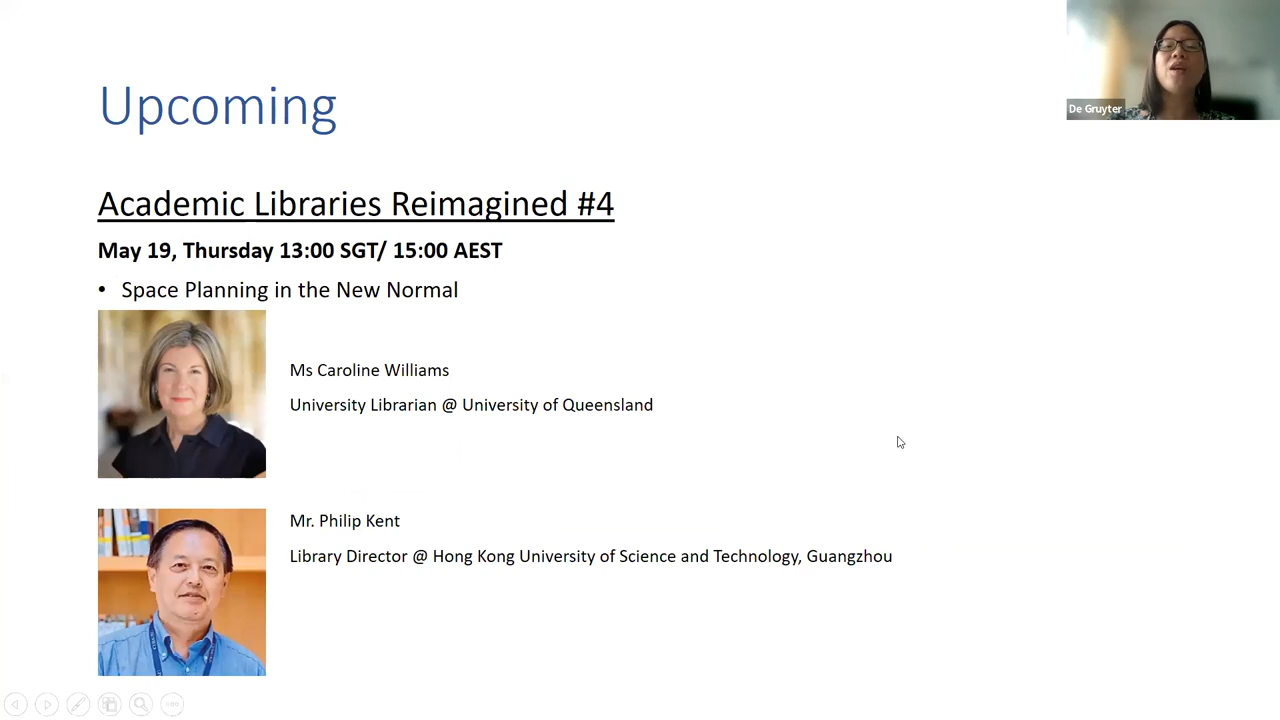 Upcoming
De Gruyter
Academic Libraries Reimagined #4
May 19, Thursday 13:00 SGT/ 15:00 AEST
• Space Planning in the New Normal
Ms Caroline Williams
University Librarian @ University of Queensland
Mr. Philip Kent
Library Director @ Hong Kong University of Science and Technology, Guangzhou